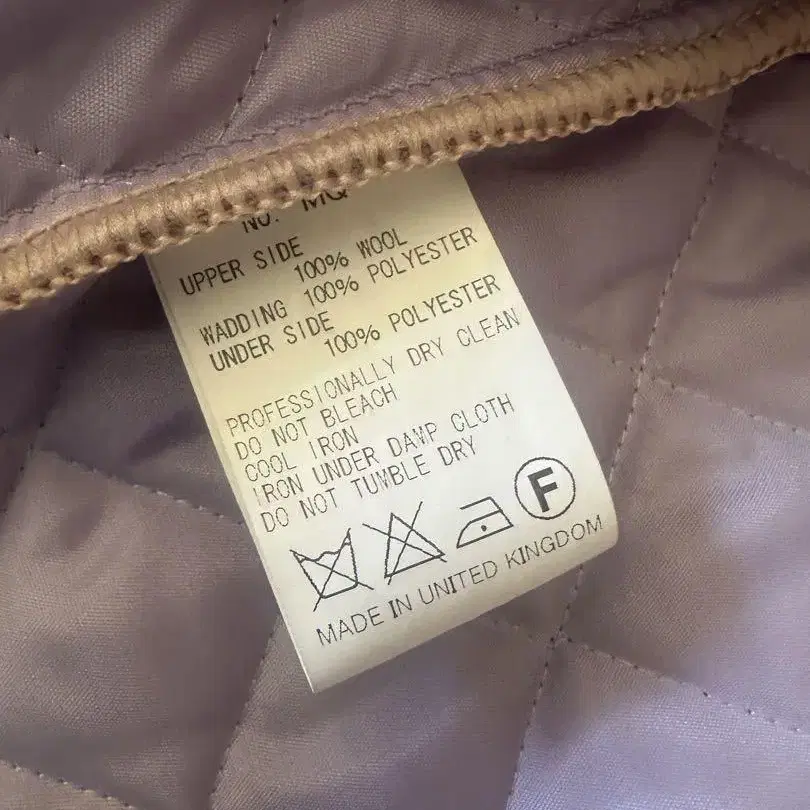 NO. MQ
UPPER SIDE
100% WOOL
WADDING 100% POLYESTER
UNDER SIDE
100% POLYESTER
PROFESSIONALLY DRY CLEAN
DO NOT BLEACH
COOL IRON
IRON UNDER DAMP CLOTH
DO NOT TUMBLE DRY
F
MADE IN UNITED KINGDOM